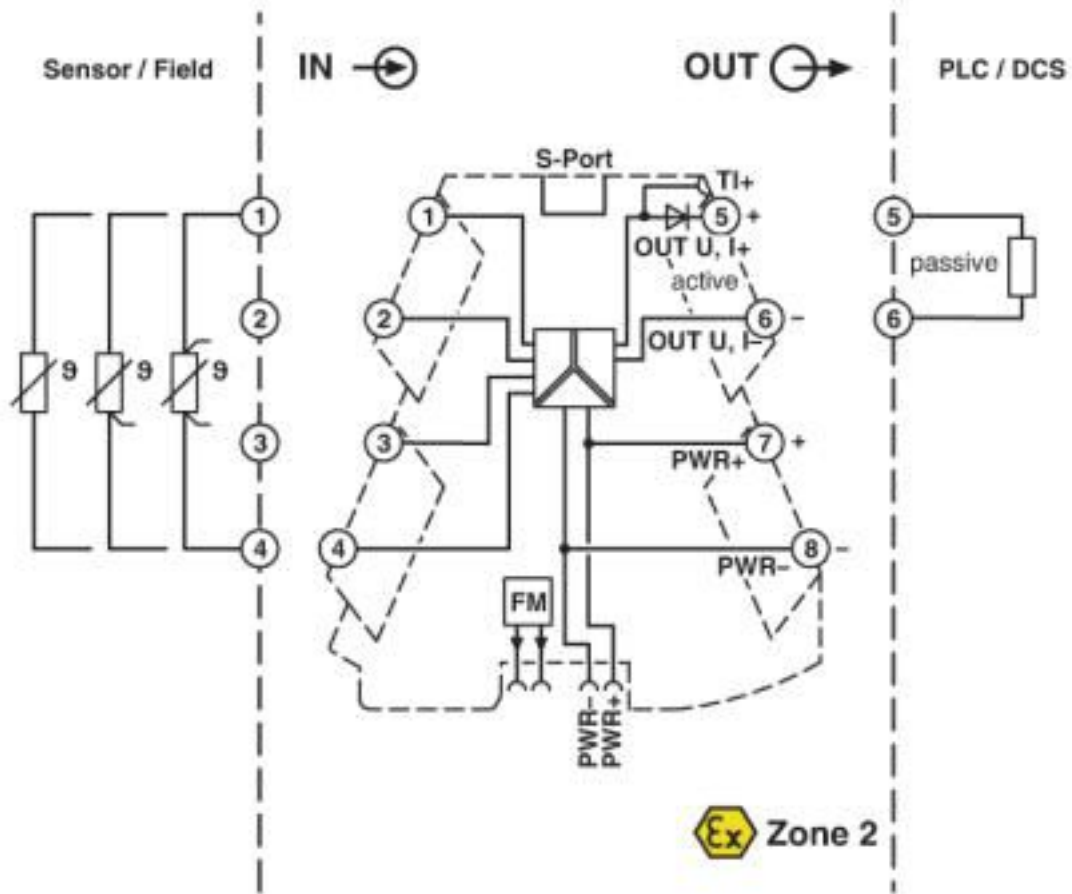 Sensor / Field
IN
OUT
PLC / DCS
S-Port
TI+
1
1
5
+
5
OUT U, I+
active
passive
2
2
6
–
6
OUT U, I–
ϑ
ϑ
ϑ
3
3
7
+
PWR+
4
4
8
–
PWR–
FM
PWR–
PWR+
Ex
Zone 2